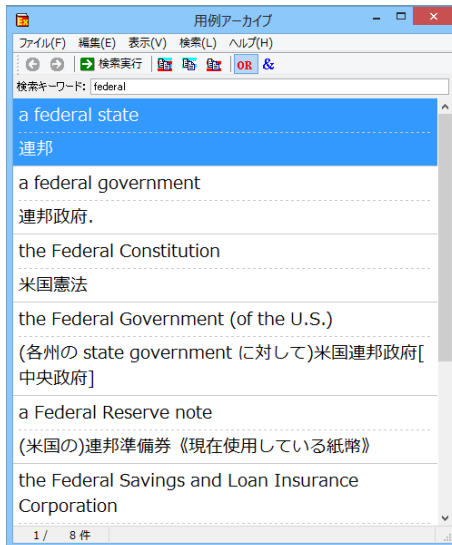 用例アーカイブ
ファイル(F) 編集(E) 表示(V) 検索(L) ヘルプ(H)
検索実行 OR &
検索キーワード: federal
a federal state
連邦
a federal government
連邦政府.
the Federal Constitution
米国憲法
the Federal Government (of the U.S.)
(各州の state government に対して)米国連邦政府[
中央政府]
a Federal Reserve note
(米国の)連邦準備券《現在使用している紙幣》
the Federal Savings and Loan Insurance
Corporation
1/ 8 件